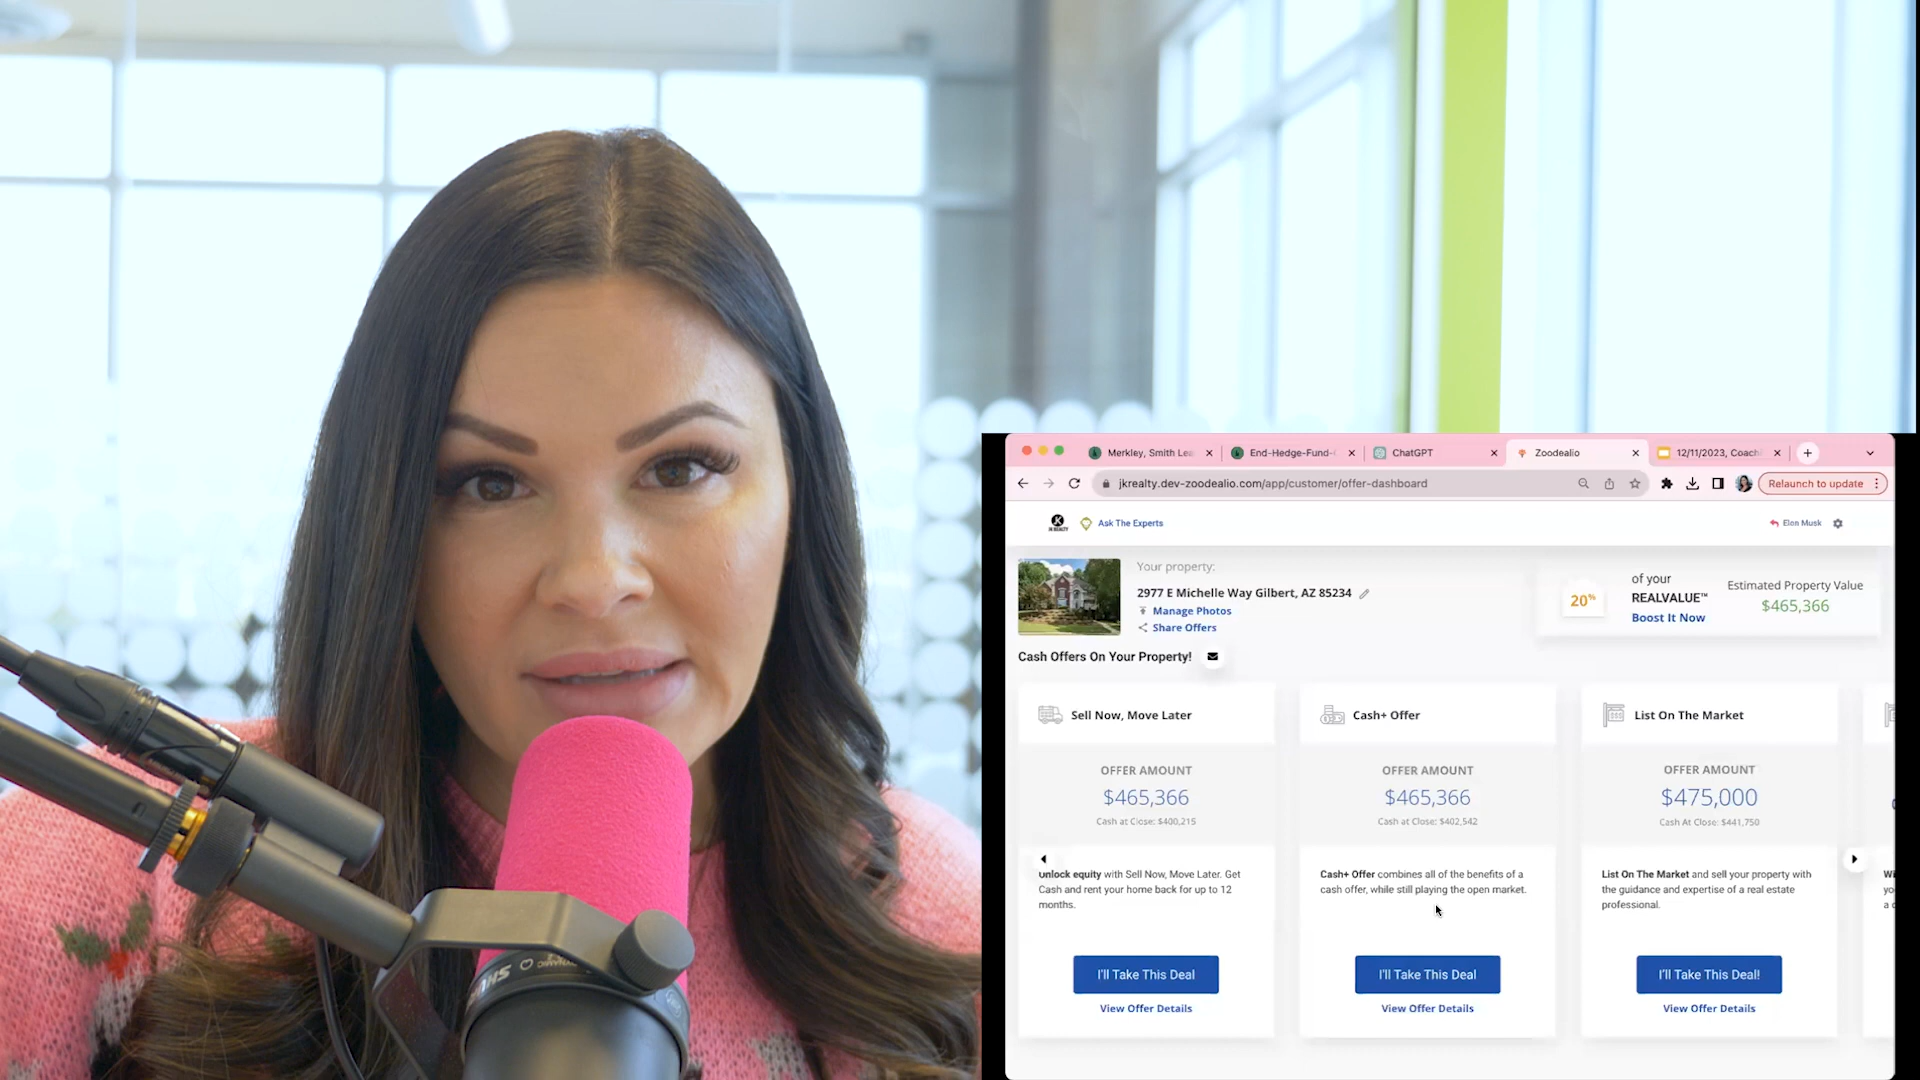 Merkley, Smith Lea
End-Hedge-Fund-
ChatGPT
Zoodealio
12/11/2023, Coach
jkrealty.dev-zoodealio.com/app/customer/offer-dashboard
Relaunch to update
JK REALTY
Ask The Experts
Elon Musk
Your property:
2977 E Michelle Way Gilbert, AZ 85234
Manage Photos
Share Offers
20%
of your
REALVALUE™
Boost It Now
Estimated Property Value
$465,366
Cash Offers On Your Property!
Sell Now, Move Later
OFFER AMOUNT
$465,366
Cash at Close: $400,215
Unlock equity with Sell Now, Move Later. Get
Cash and rent your home back for up to 12
months.
I'll Take This Deal
View Offer Details
Cash+ Offer
OFFER AMOUNT
$465,366
Cash at Close: $402,542
Cash+ Offer combines all of the benefits of a
cash offer, while still playing the open market.
I'll Take This Deal
View Offer Details
List On The Market
OFFER AMOUNT
$475,000
Cash At Close: $441,750
List On The Market and sell your property with
the guidance and expertise of a real estate
professional.
I'll Take This Deal!
View Offer Details